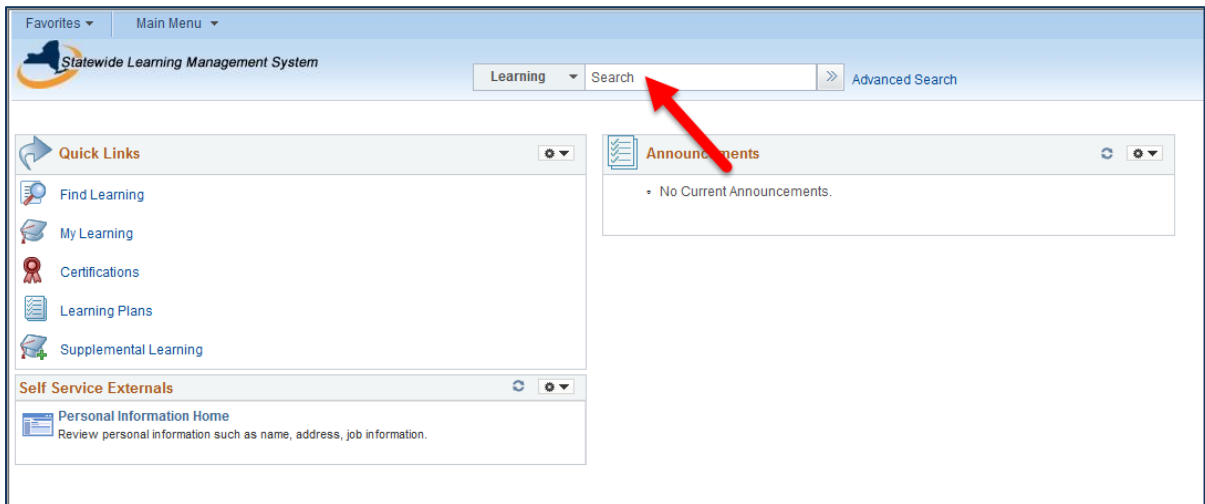 Favorites Main Menu
Statewide Learning Management System
Learning Search Advanced Search
Quick Links
Find Learning
My Learning
Certifications
Learning Plans
Supplemental Learning
Self Service Externals
Personal Information Home
Review personal information such as name, address, job information.
Announcements
No Current Announcements.